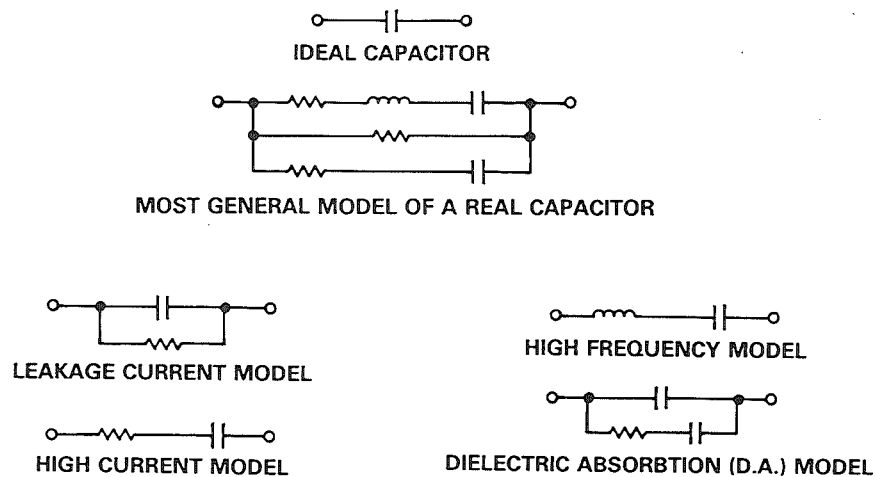 IDEAL CAPACITOR
MOST GENERAL MODEL OF A REAL CAPACITOR
LEAKAGE CURRENT MODEL
HIGH FREQUENCY MODEL
HIGH CURRENT MODEL
DIELECTRIC ABSORBTION (D.A.) MODEL